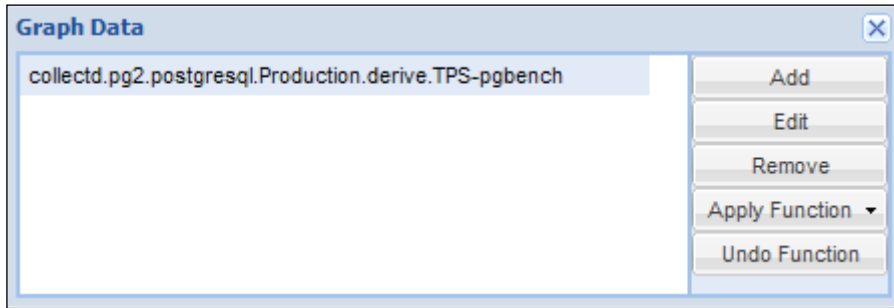 Graph Data
collectd.pg2.postgresql.Production.derive.TPS-pgbench
Add
Edit
Remove
Apply Function
Undo Function